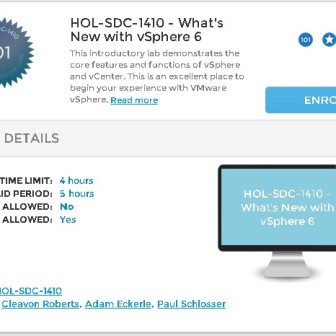 HOL-SDC-1410 - What's
New with vSphere 6
This introductory lab demonstrates the
core features and functions of vSphere
and vCenter. This is an excellent place to
begin your experience with VMware
vSphere. Read more
101
101
ENRO
DETAILS
TIME LIMIT: 4 hours
ID PERIOD: 5 hours
ALLOWED: No
ALLOWED: Yes
HOL-SDC-1410 -
What's New with
vSphere 6
HOL-SDC-1410
Cleavon Roberts, Adam Eckerle, Paul Schlosser